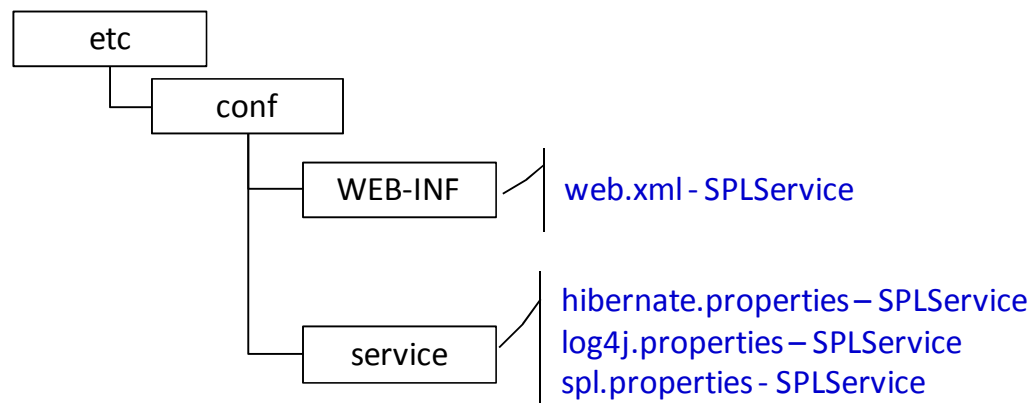 etc
conf
WEB-INF
web.xml - SPLService
hibernate.properties – SPLService
log4j.properties – SPLService
service
spl.properties - SPLService